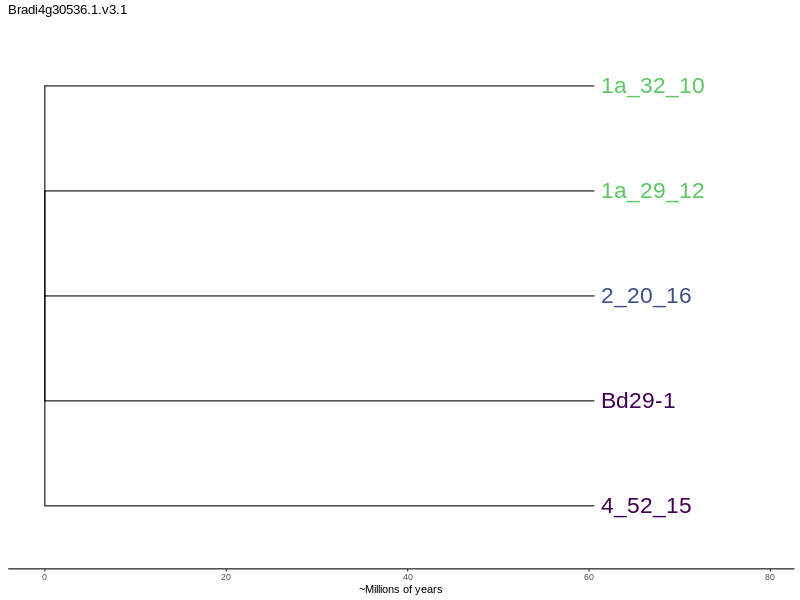 Bradi4g30536.1.v3.1
1a_32_10
1a_29_12
2_20_16
Bd29-1
4_52_15
0 20 40 60 80
~Millions of years